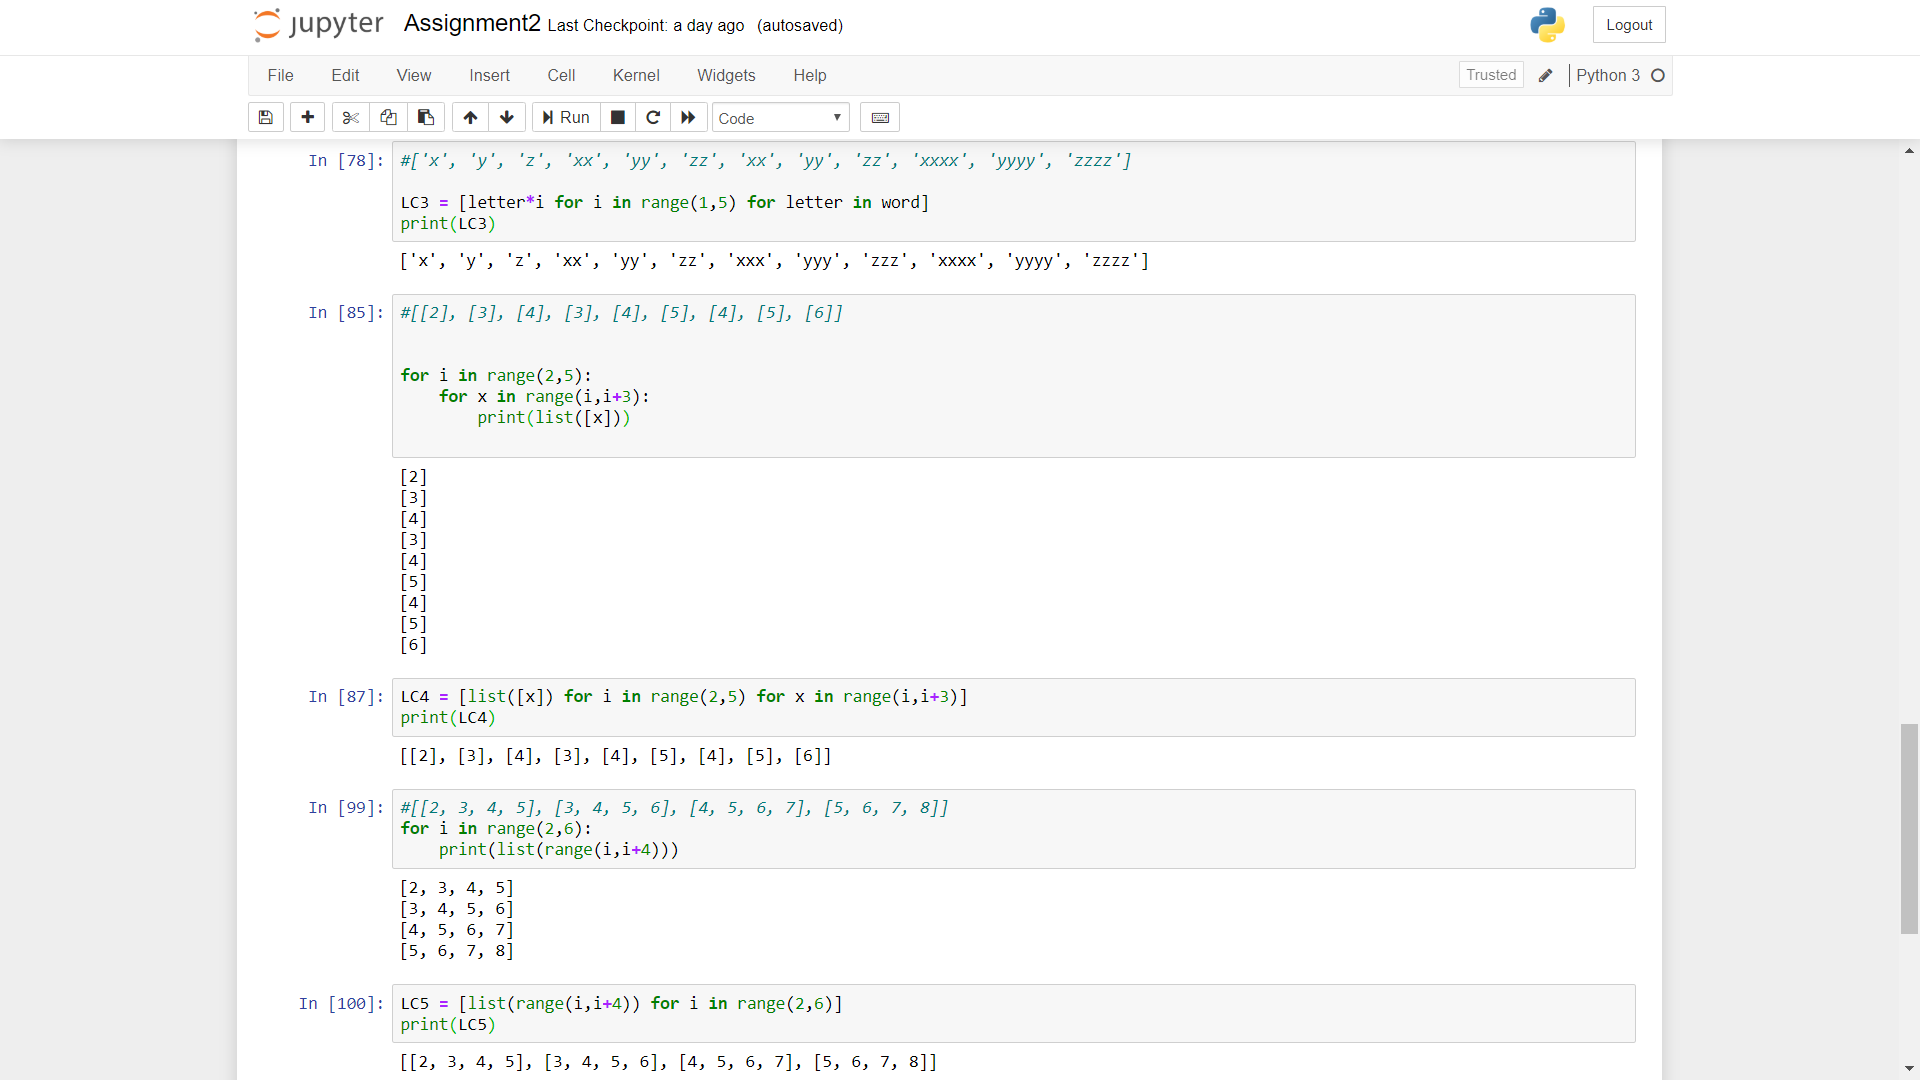 jupyter Assignment2 Last Checkpoint: a day ago (autosaved) Logout
File Edit View Insert Cell Kernel Widgets Help Trusted Python 3
Run Code
In [78]: #['x', 'y', 'z', 'xx', 'yy', 'zz', 'xx', 'yy', 'zz', 'xxxx', 'yyyy', 'zzzz']
LC3 = [letter*i for i in range(1,5) for letter in word]
print(LC3)
['x', 'y', 'z', 'xx', 'yy', 'zz', 'xxx', 'yyy', 'zzz', 'xxxx', 'yyyy', 'zzzz']
In [85]: #[[2], [3], [4], [3], [4], [5], [4], [5], [6]]
for i in range(2,5):
    for x in range(i,i+3):
        print(list([x]))
[2]
[3]
[4]
[3]
[4]
[5]
[4]
[5]
[6]
In [87]: LC4 = [list([x]) for i in range(2,5) for x in range(i,i+3)]
print(LC4)
[[2], [3], [4], [3], [4], [5], [4], [5], [6]]
In [99]: #[[2, 3, 4, 5], [3, 4, 5, 6], [4, 5, 6, 7], [5, 6, 7, 8]]
for i in range(2,6):
    print(list(range(i,i+4)))
[2, 3, 4, 5]
[3, 4, 5, 6]
[4, 5, 6, 7]
[5, 6, 7, 8]
In [100]: LC5 = [list(range(i,i+4)) for i in range(2,6)]
print(LC5)
[[2, 3, 4, 5], [3, 4, 5, 6], [4, 5, 6, 7], [5, 6, 7, 8]]